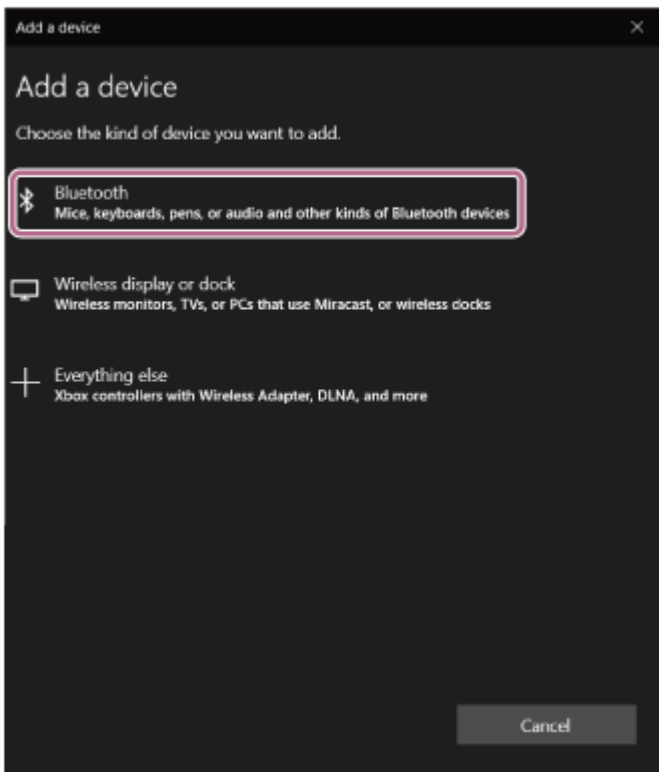 Add a device
Add a device
Choose the kind of device you want to add.
Bluetooth
Mice, keyboards, pens, or audio and other kinds of Bluetooth devices
Wireless display or dock
Wireless monitors, TVs, or PCs that use Miracast, or wireless docks
Everything else
Xbox controllers with Wireless Adapter, DLNA, and more
Cancel